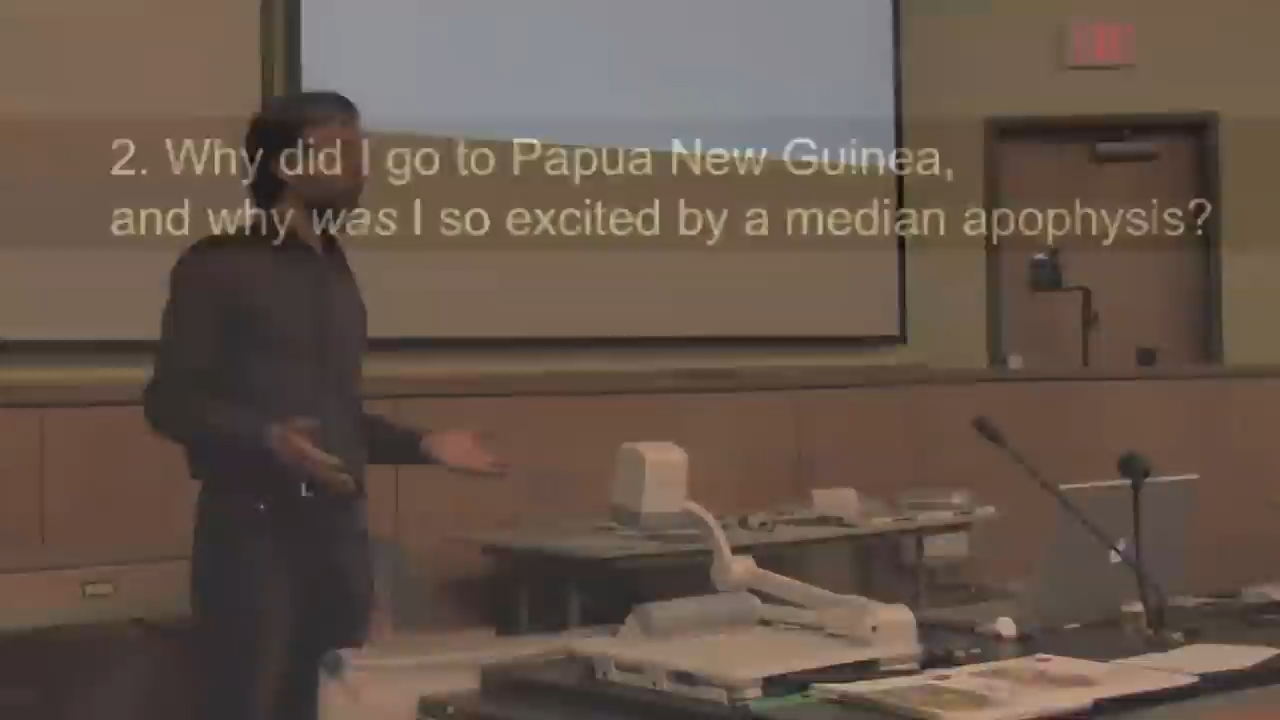 2. Why did I go to Papua New Guinea,
and why was I so excited by a median apophysis?